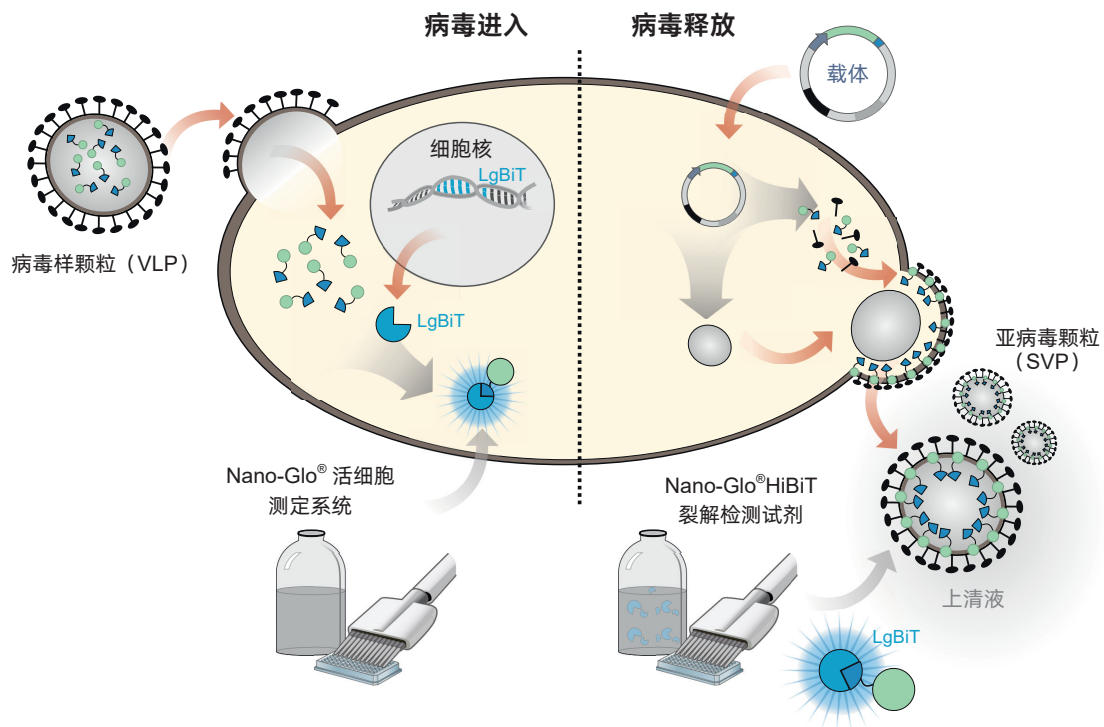 病毒进入
病毒释放
载体
细胞核
LgBiT
病毒样颗粒（VLP）
LgBiT
亚病毒颗粒
（SVP）
Nano-Glo® 活细胞
测定系统
Nano-Glo®HiBiT
裂解检测试剂
上清液
LgBiT